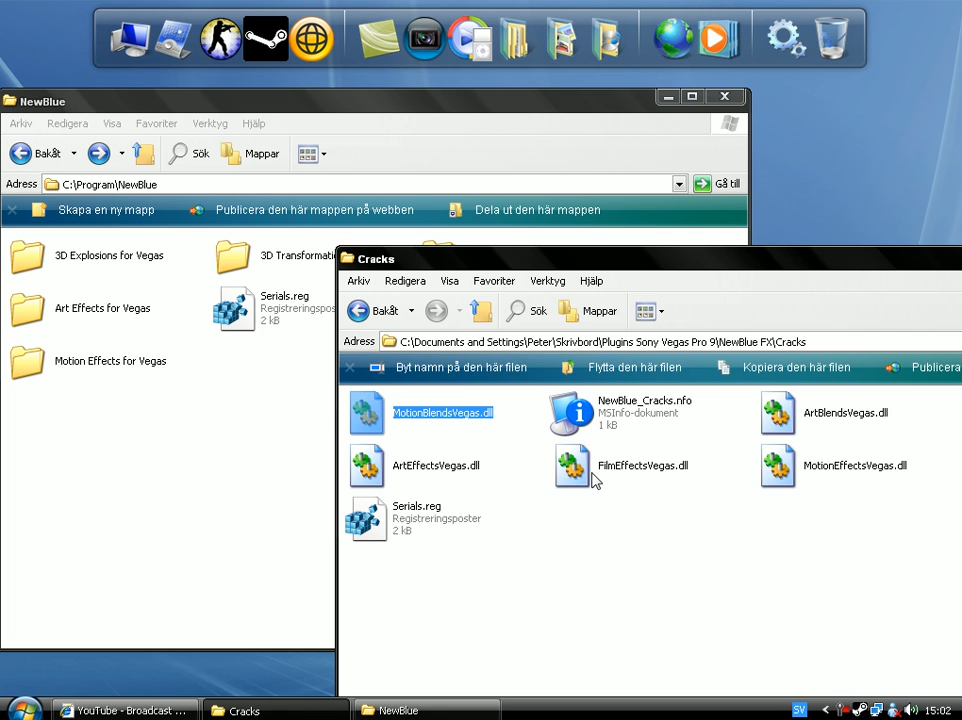 NewBlue
Arkiv Redigera Visa Favoriter Verktyg Hjälp
Bakåt Sök Mappar
Adress C:\Program\NewBlue Gå till
Skapa en ny mapp Publicera den här mappen på webben Dela ut den här mappen
3D Explosions for Vegas
3D Transformati
Art Effects for Vegas
Serials.reg
Registreringspos
2 kB
Motion Effects for Vegas
Cracks
Arkiv Redigera Visa Favoriter Verktyg Hjälp
Bakåt Sök Mappar
Adress C:\Documents and Settings\Peter\Skrivbord\Plugins Sony Vegas Pro 9\NewBlue FX\Cracks
Byt namn på den här filen Flytta den här filen Kopiera den här filen Publicera
MotionBlendsVegas.dll
NewBlue_Cracks.nfo
MSInfo-dokument
1 kB
ArtBlendsVegas.dll
ArtEffectsVegas.dll
FilmEffectsVegas.dll
MotionEffectsVegas.dll
Serials.reg
Registreringsposter
2 kB
YouTube - Broadcast ... Cracks NewBlue SV 15:02